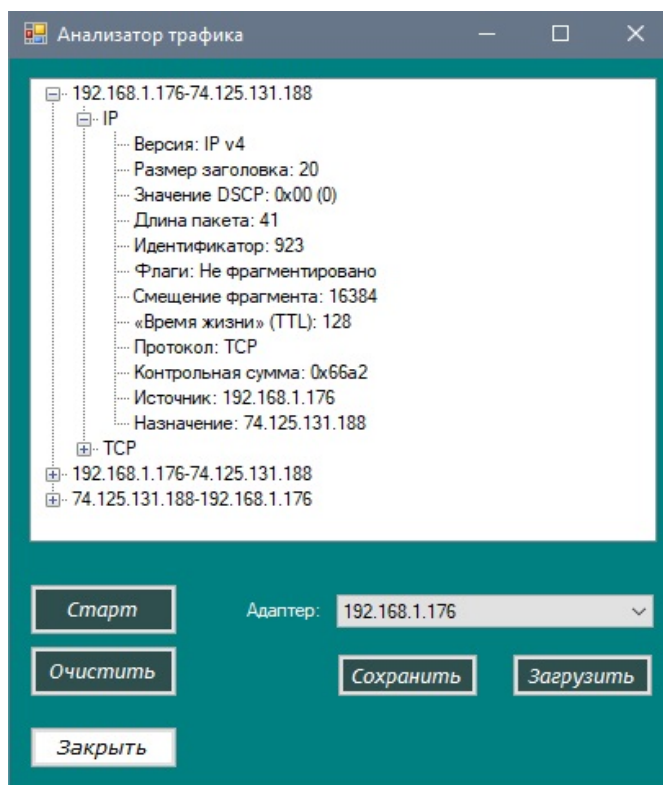 Анализатор трафика
192.168.1.176-74.125.131.188
IP
Версия: IP v4
Размер заголовка: 20
Значение DSCP: 0x00 (0)
Длина пакета: 41
Идентификатор: 923
Флаги: Не фрагментировано
Смещение фрагмента: 16384
«Время жизни» (TTL): 128
Протокол: TCP
Контрольная сумма: 0x66a2
Источник: 192.168.1.176
Назначение: 74.125.131.188
TCP
192.168.1.176-74.125.131.188
74.125.131.188-192.168.1.176
Старт
Адаптер: 192.168.1.176
Очистить
Сохранить
Загрузить
Закрыть